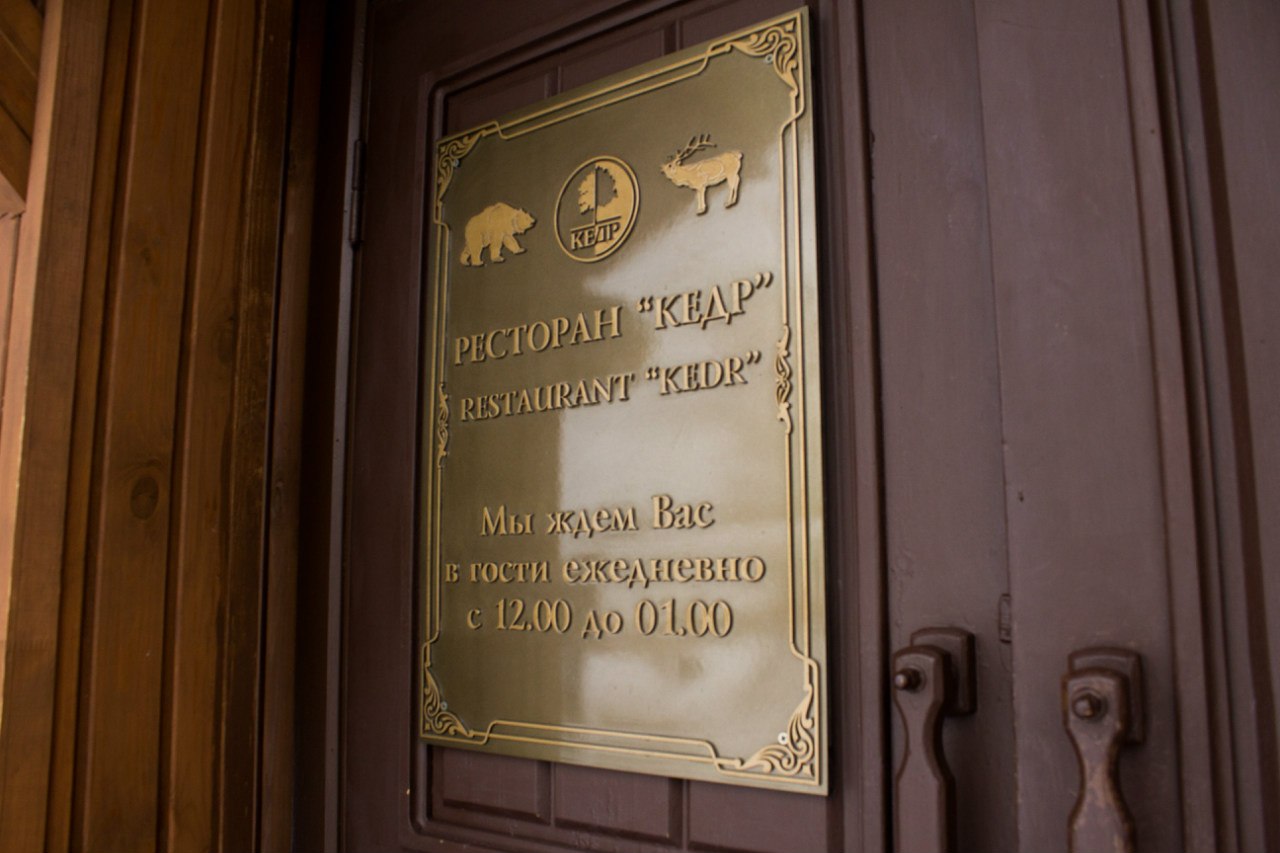 КЕДР
РЕСТОРАН “КЕДР”
RESTAURANT “KEDR”
Мы ждем Вас
в гости ежедневно
с 12.00 до 01.00